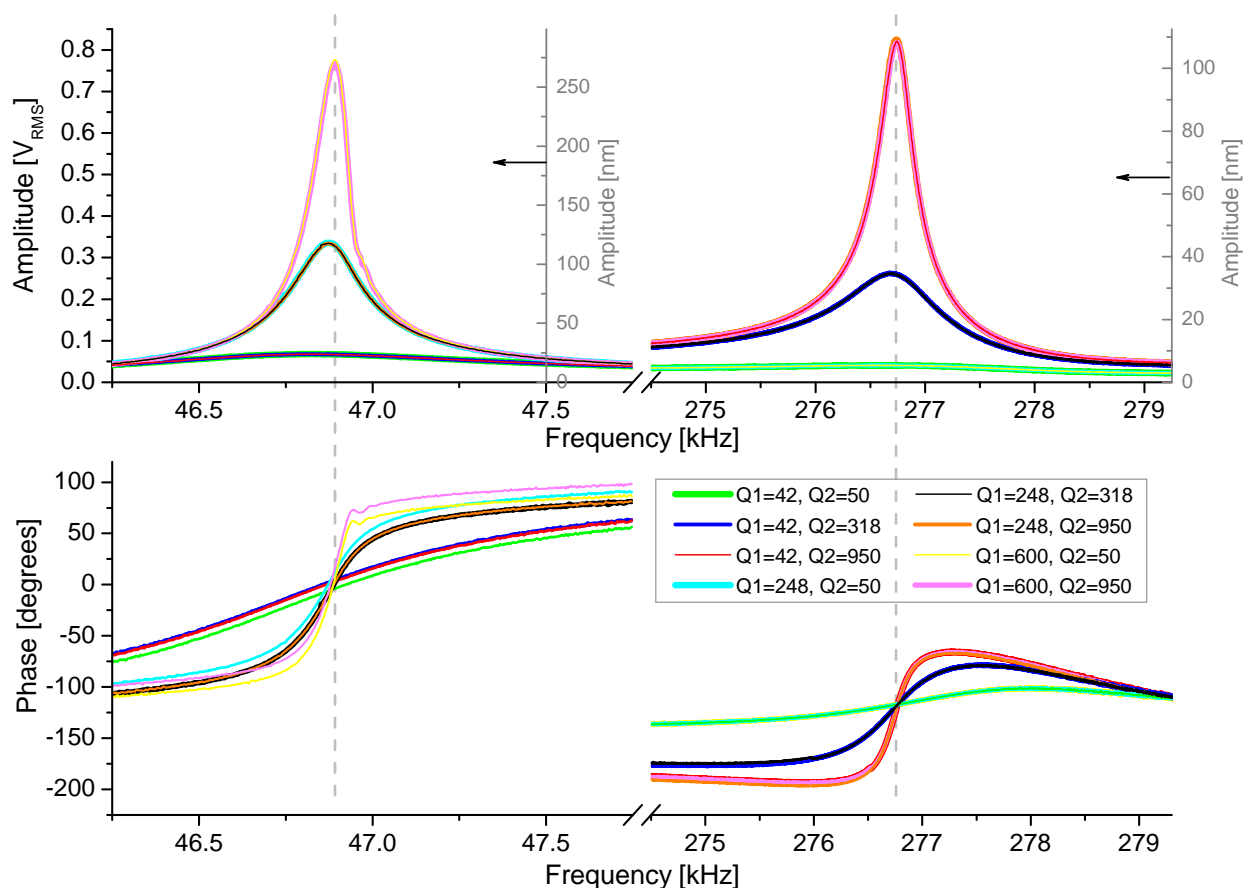 0.8
0.7
0.6
0.5
0.4
0.3
0.2
0.1
0.0
Amplitude [V_RMS]
250
200
150
100
50
0
Amplitude [nm]
100
80
60
40
20
0
Amplitude [nm]
46.5 47.0 47.5 275 276 277 278 279
Frequency [kHz]
100
50
0
-50
-100
-150
-200
Phase [degrees]
Q1=42, Q2=50
Q1=42, Q2=318
Q1=42, Q2=950
Q1=248, Q2=50
Q1=248, Q2=318
Q1=248, Q2=950
Q1=600, Q2=50
Q1=600, Q2=950
46.5 47.0 47.5 275 276 277 278 279
Frequency [kHz]